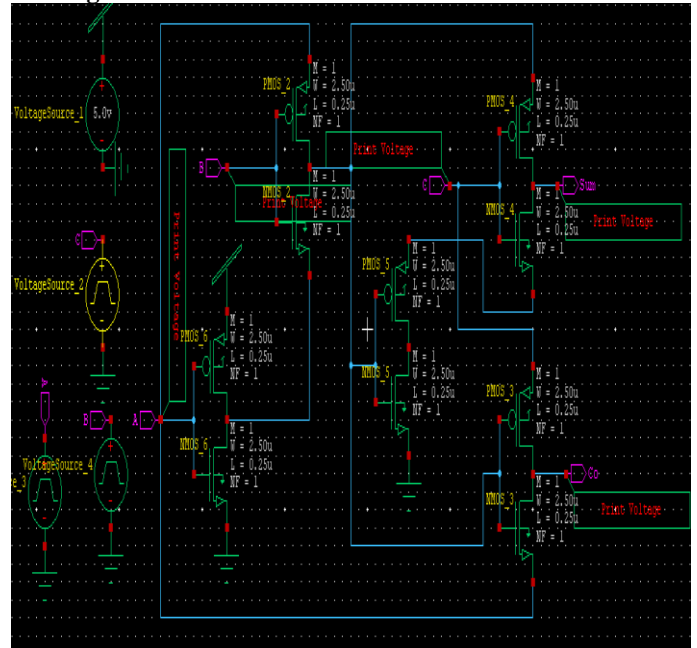 PMOS_2
M = 1
W = 2.50u
L = 0.25u
NF = 1
PMOS_4
M = 1
W = 2.50u
L = 0.25u
NF = 1
VoltageSource_1
5.0v
Print Voltage
B
NMOS_2
M = 1
W = 2.50u
L = 0.25u
NF = 1
Print Voltage
C
NMOS_4
M = 1
W = 2.50u
L = 0.25u
NF = 1
Sum
Print Voltage
Print Voltage
C
VoltageSource_2
PMOS_5
M = 1
W = 2.50u
L = 0.25u
NF = 1
PMOS_6
M = 1
W = 2.50u
L = 0.25u
NF = 1
NMOS_5
M = 1
W = 2.50u
L = 0.25u
NF = 1
PMOS_3
M = 1
W = 2.50u
L = 0.25u
NF = 1
A
B
A
NMOS_6
M = 1
W = 2.50u
L = 0.25u
NF = 1
VoltageSource_4
e_3
NMOS_3
M = 1
W = 2.50u
L = 0.25u
NF = 1
Co
Print Voltage